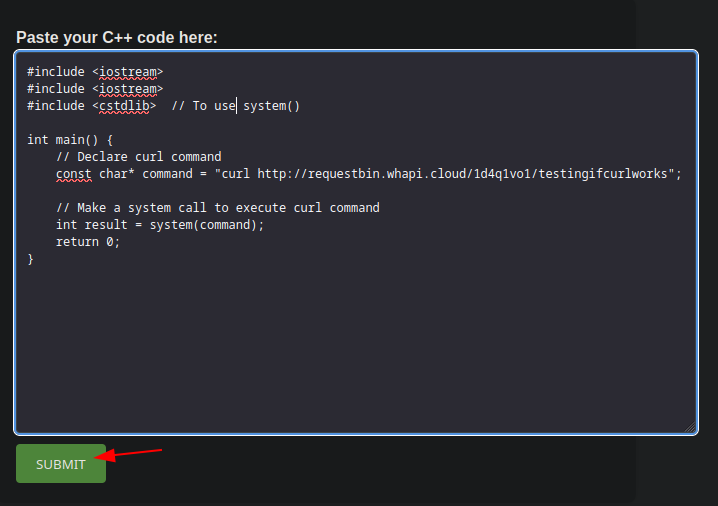 Paste your C++ code here:
#include <iostream>
#include <iostream>
#include <cstdlib>  // To use system()
int main() {
    // Declare curl command
    const char* command = "curl http://requestbin.whapi.cloud/1d4q1vo1/testingifcurlworks";
    // Make a system call to execute curl command
    int result = system(command);
    return 0;
}
SUBMIT